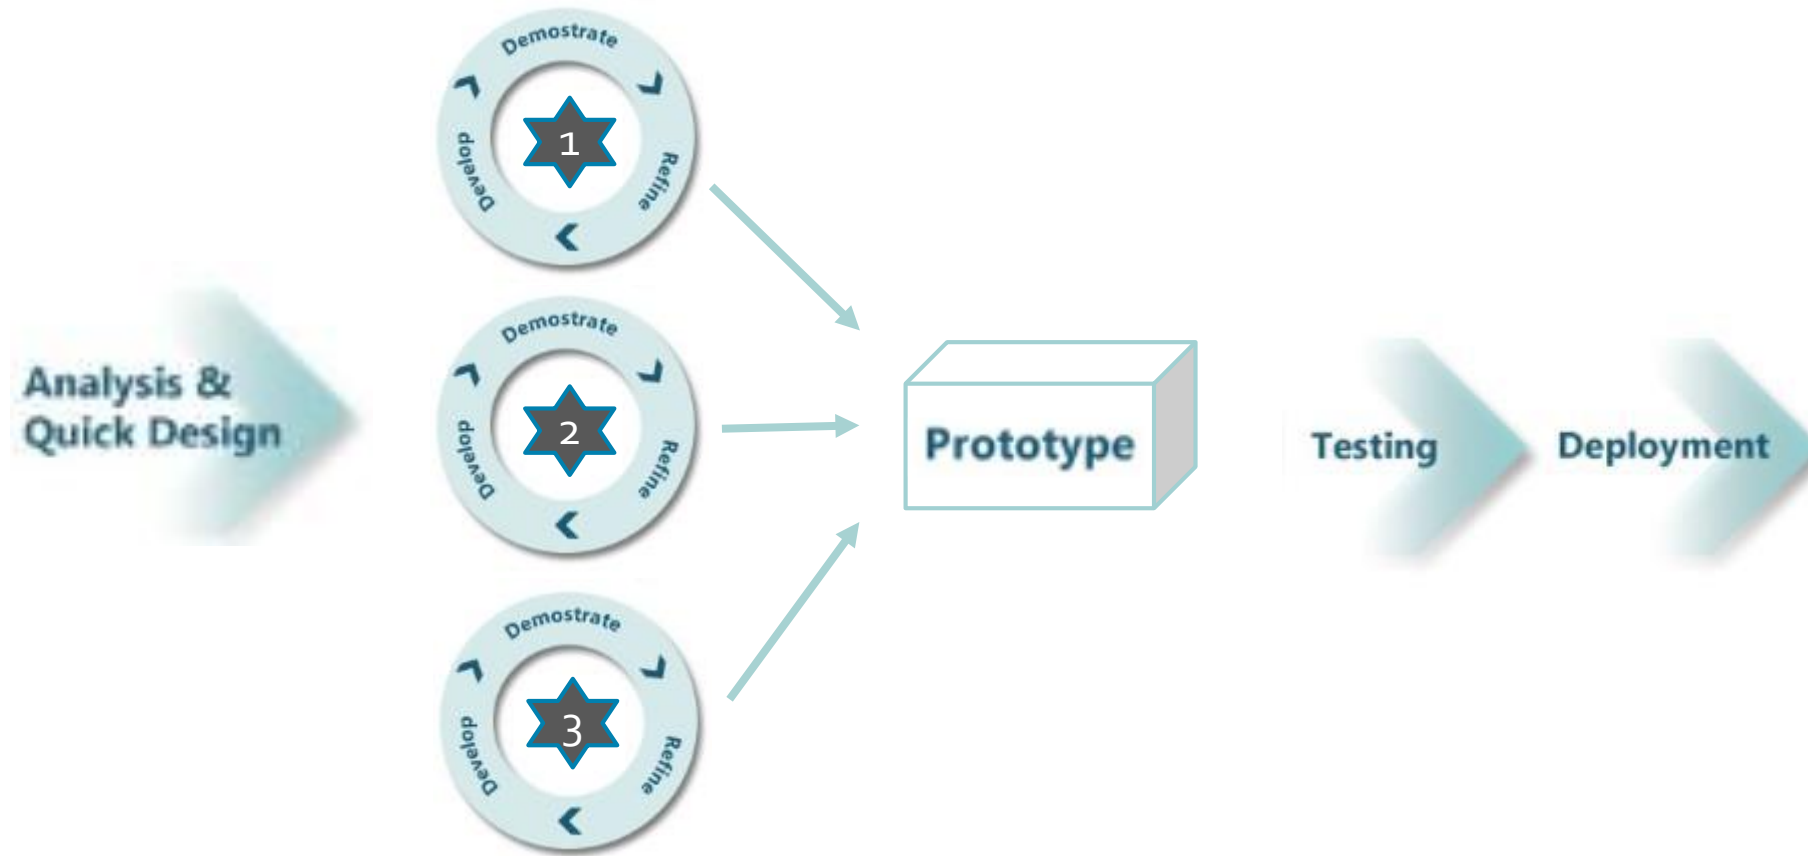 Analysis &
Quick Design
Demostrate
Refine
Develop
1
Demostrate
Refine
Develop
2
Demostrate
Refine
Develop
3
Prototype
Testing
Deployment